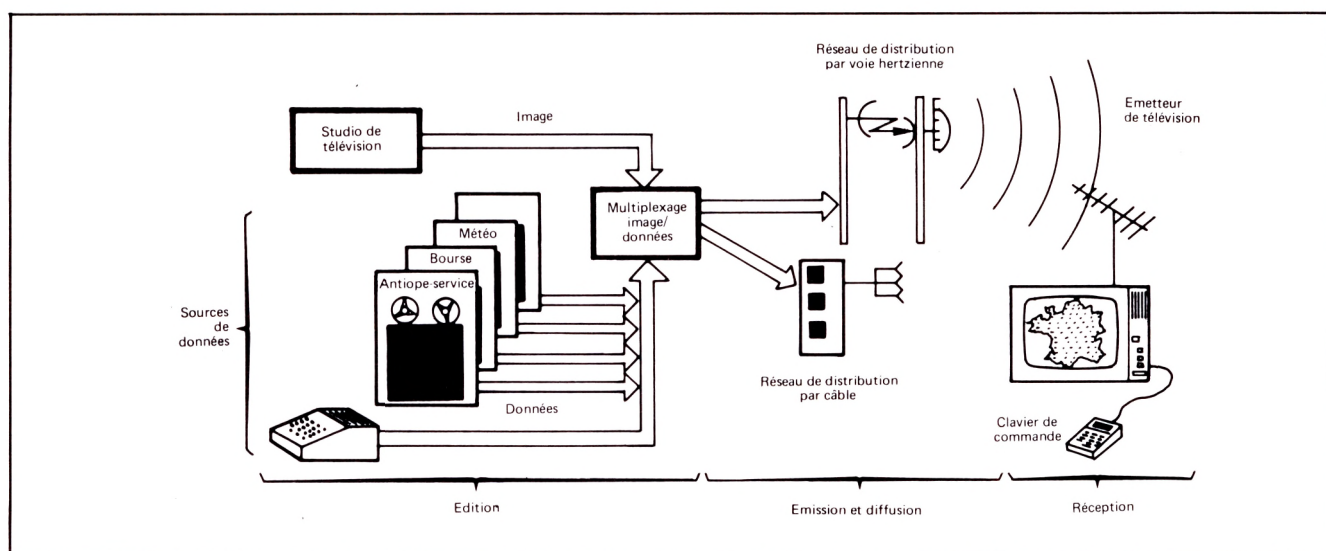 Réseau de distribution
par voie hertzienne
Emetteur
de télévision
Image
Studio de
télévision
Multiplexage
image/
données
Météo
Bourse
Antiope-service
Sources
de
données
Données
Réseau de distribution
par câble
Clavier de
commande
Edition
Emission et diffusion
Réception